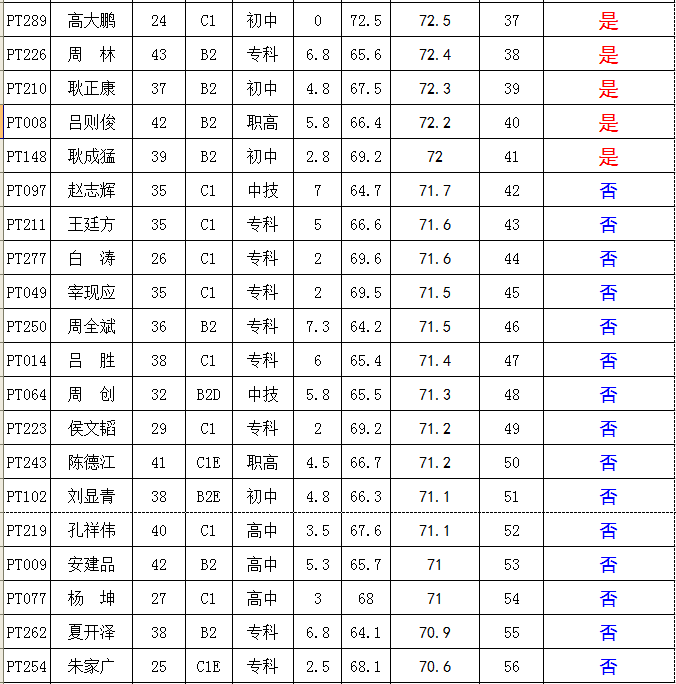 PT289 高大鹏 24 C1 初中 0 72.5 72.5 37 是
PT226 周 林 43 B2 专科 6.8 65.6 72.4 38 是
PT210 耿正康 37 B2 初中 4.8 67.5 72.3 39 是
PT008 吕则俊 42 B2 职高 5.8 66.4 72.2 40 是
PT148 耿成猛 39 B2 初中 2.8 69.2 72 41 是
PT097 赵志辉 35 C1 中技 7 64.7 71.7 42 否
PT211 王廷方 35 C1 专科 5 66.6 71.6 43 否
PT277 白 涛 26 C1 专科 2 69.6 71.6 44 否
PT049 宰现应 35 C1 专科 2 69.5 71.5 45 否
PT250 周全斌 36 B2 专科 7.3 64.2 71.5 46 否
PT014 吕 胜 38 C1 专科 6 65.4 71.4 47 否
PT064 周 创 32 B2D 中技 5.8 65.5 71.3 48 否
PT223 侯文韬 29 C1 专科 2 69.2 71.2 49 否
PT243 陈德江 41 C1E 职高 4.5 66.7 71.2 50 否
PT102 刘显青 38 B2E 初中 4.8 66.3 71.1 51 否
PT219 孔祥伟 40 C1 高中 3.5 67.6 71.1 52 否
PT009 安建品 42 B2 高中 5.3 65.7 71 53 否
PT077 杨 坤 27 C1 高中 3 68 71 54 否
PT262 夏开泽 38 B2 专科 6.8 64.1 70.9 55 否
PT254 朱家广 25 C1E 专科 2.5 68.1 70.6 56 否